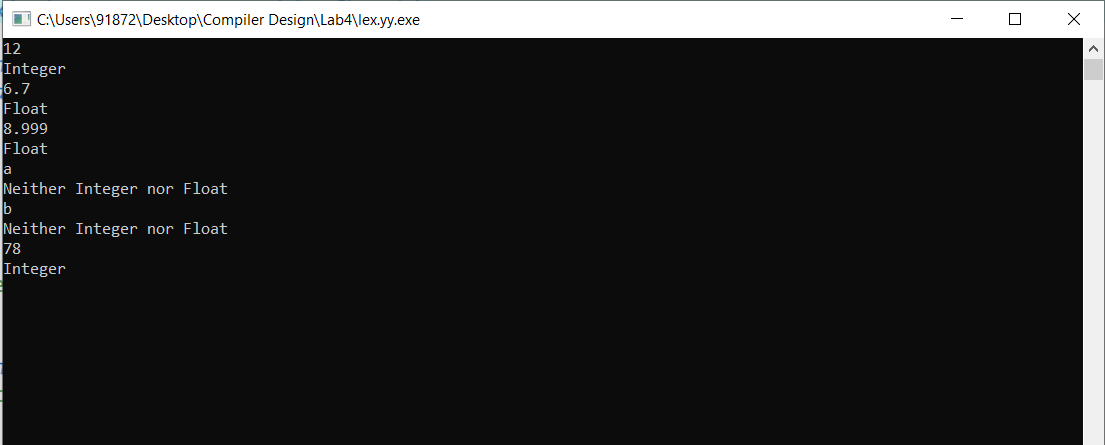 C:\Users\91872\Desktop\Compiler Design\Lab4\lex.yy.exe
12
Integer
6.7
Float
8.999
Float
a
Neither Integer nor Float
b
Neither Integer nor Float
78
Integer